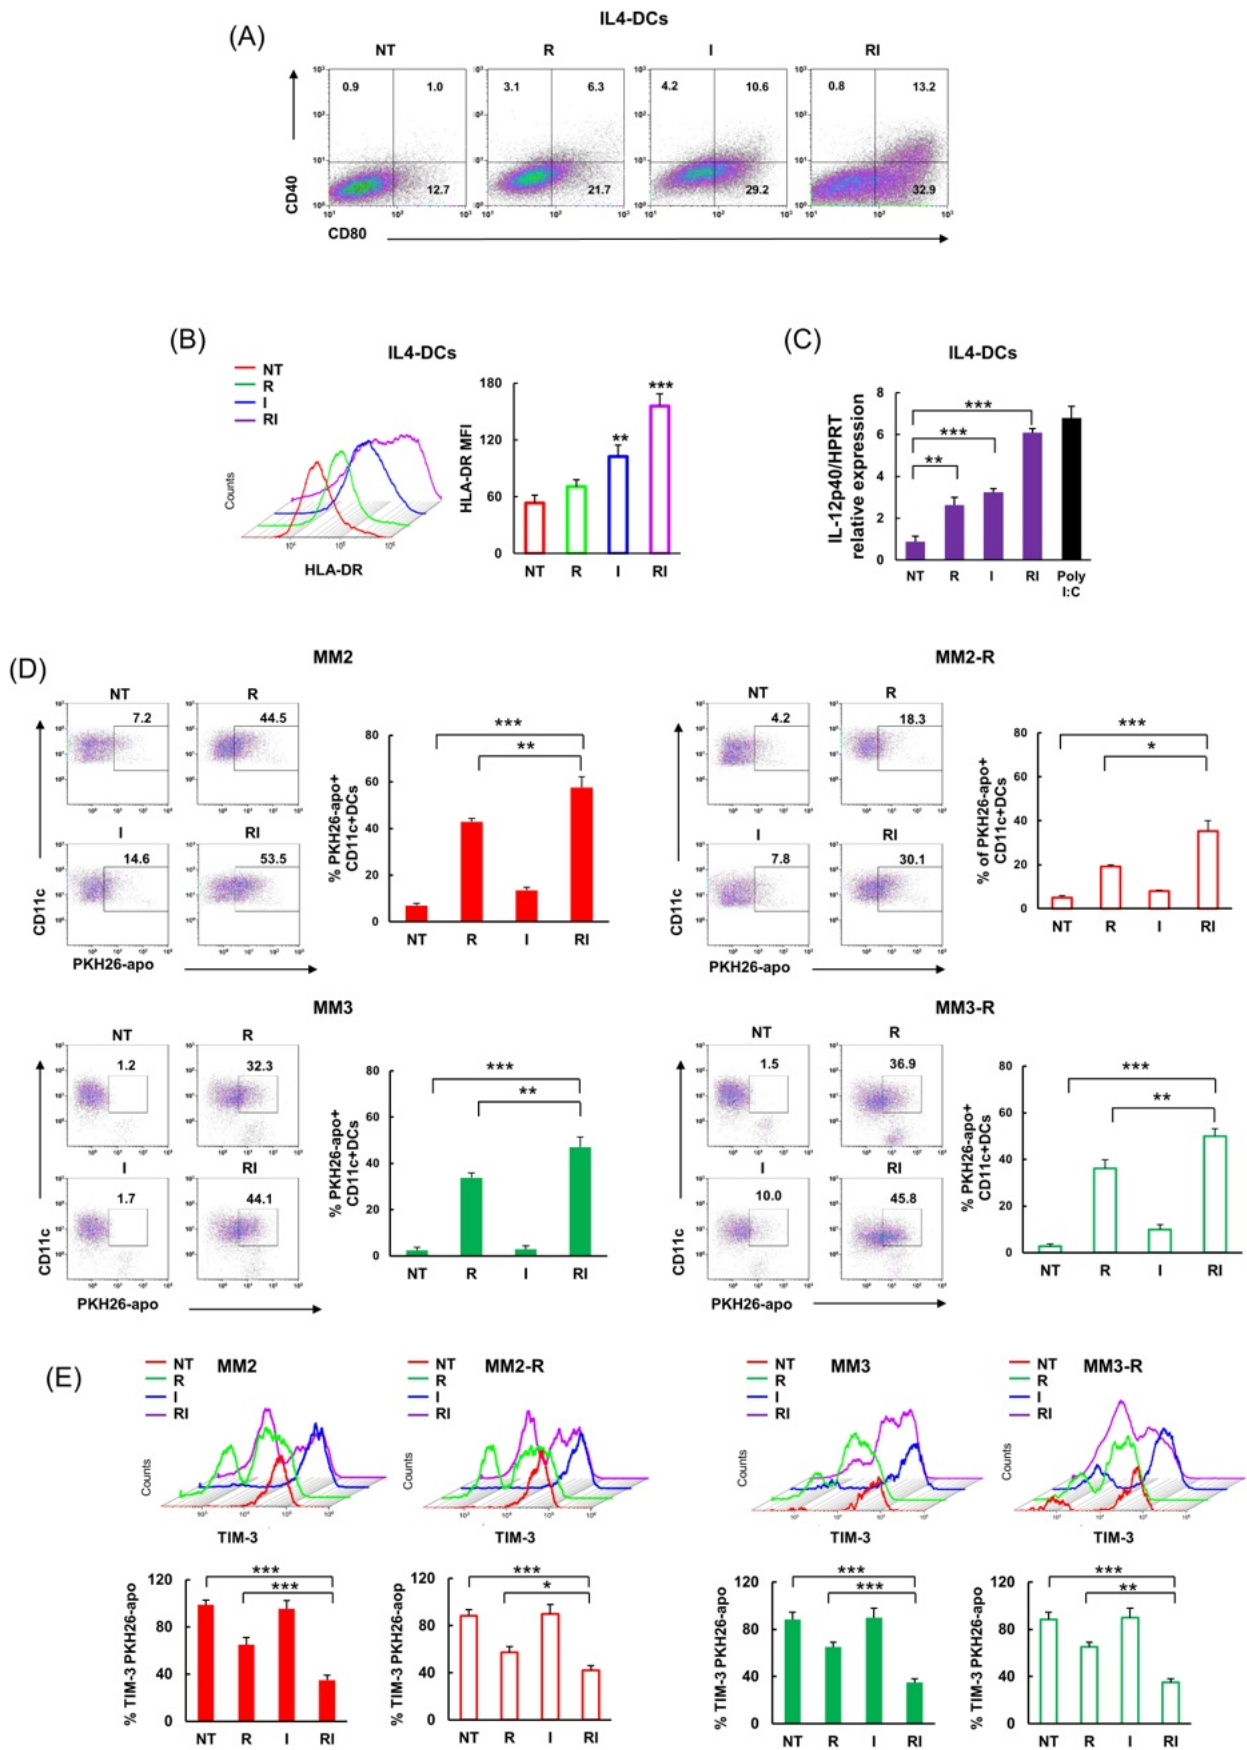 IL4-DCs
(A)
NT R I RI
0.9 1.0 3.1 6.3 4.2 10.6 0.8 13.2
12.7 21.7 29.2 32.9
CD40
CD80
(B)
IL4-DCs
NT
R
I
RI
Counts
HLA-DR
HLA-DR MFI
180
120
60
0
** ***
NT R I RI
(C)
IL4-DCs
IL-12p40/HPRT
relative expression
8
6
4
2
0
***
***
**
NT R I RI Poly
I:C
(D)
MM2
NT R
7.2 44.5
I RI
14.6 53.5
CD11c
PKH26-apo
% PKH26-apo+
CD11c+DCs
80
60
40
20
0
***
**
NT R I RI
MM2-R
NT R
4.2 18.3
I RI
7.8 30.1
CD11c
PKH26-apo
% of PKH26-apo+
CD11c+DCs
80
60
40
20
0
***
*
NT R I RI
MM3
NT R
1.2 32.3
I RI
1.7 44.1
CD11c
PKH26-apo
% PKH26-apo+
CD11c+DCs
80
60
40
20
0
***
**
NT R I RI
MM3-R
NT R
1.5 36.9
I RI
10.0 45.8
CD11c
PKH26-apo
% PKH26-apo+
CD11c+DCs
80
60
40
20
0
***
**
NT R I RI
(E)
NT MM2
R
I
RI
Counts
TIM-3
% TIM-3 PKH26-apo
120
80
40
0
***
***
NT R I RI
NT MM2-R
R
I
RI
Counts
TIM-3
% TIM-3 PKH26-aop
120
80
40
0
***
*
NT R I RI
MM3 NT
R
I
RI
Counts
TIM-3
% TIM-3 PKH26-apo
120
80
40
0
***
***
NT R I RI
NT MM3-R
R
I
RI
Counts
TIM-3
% TIM-3 PKH26-apo
120
80
40
0
***
**
NT R I RI